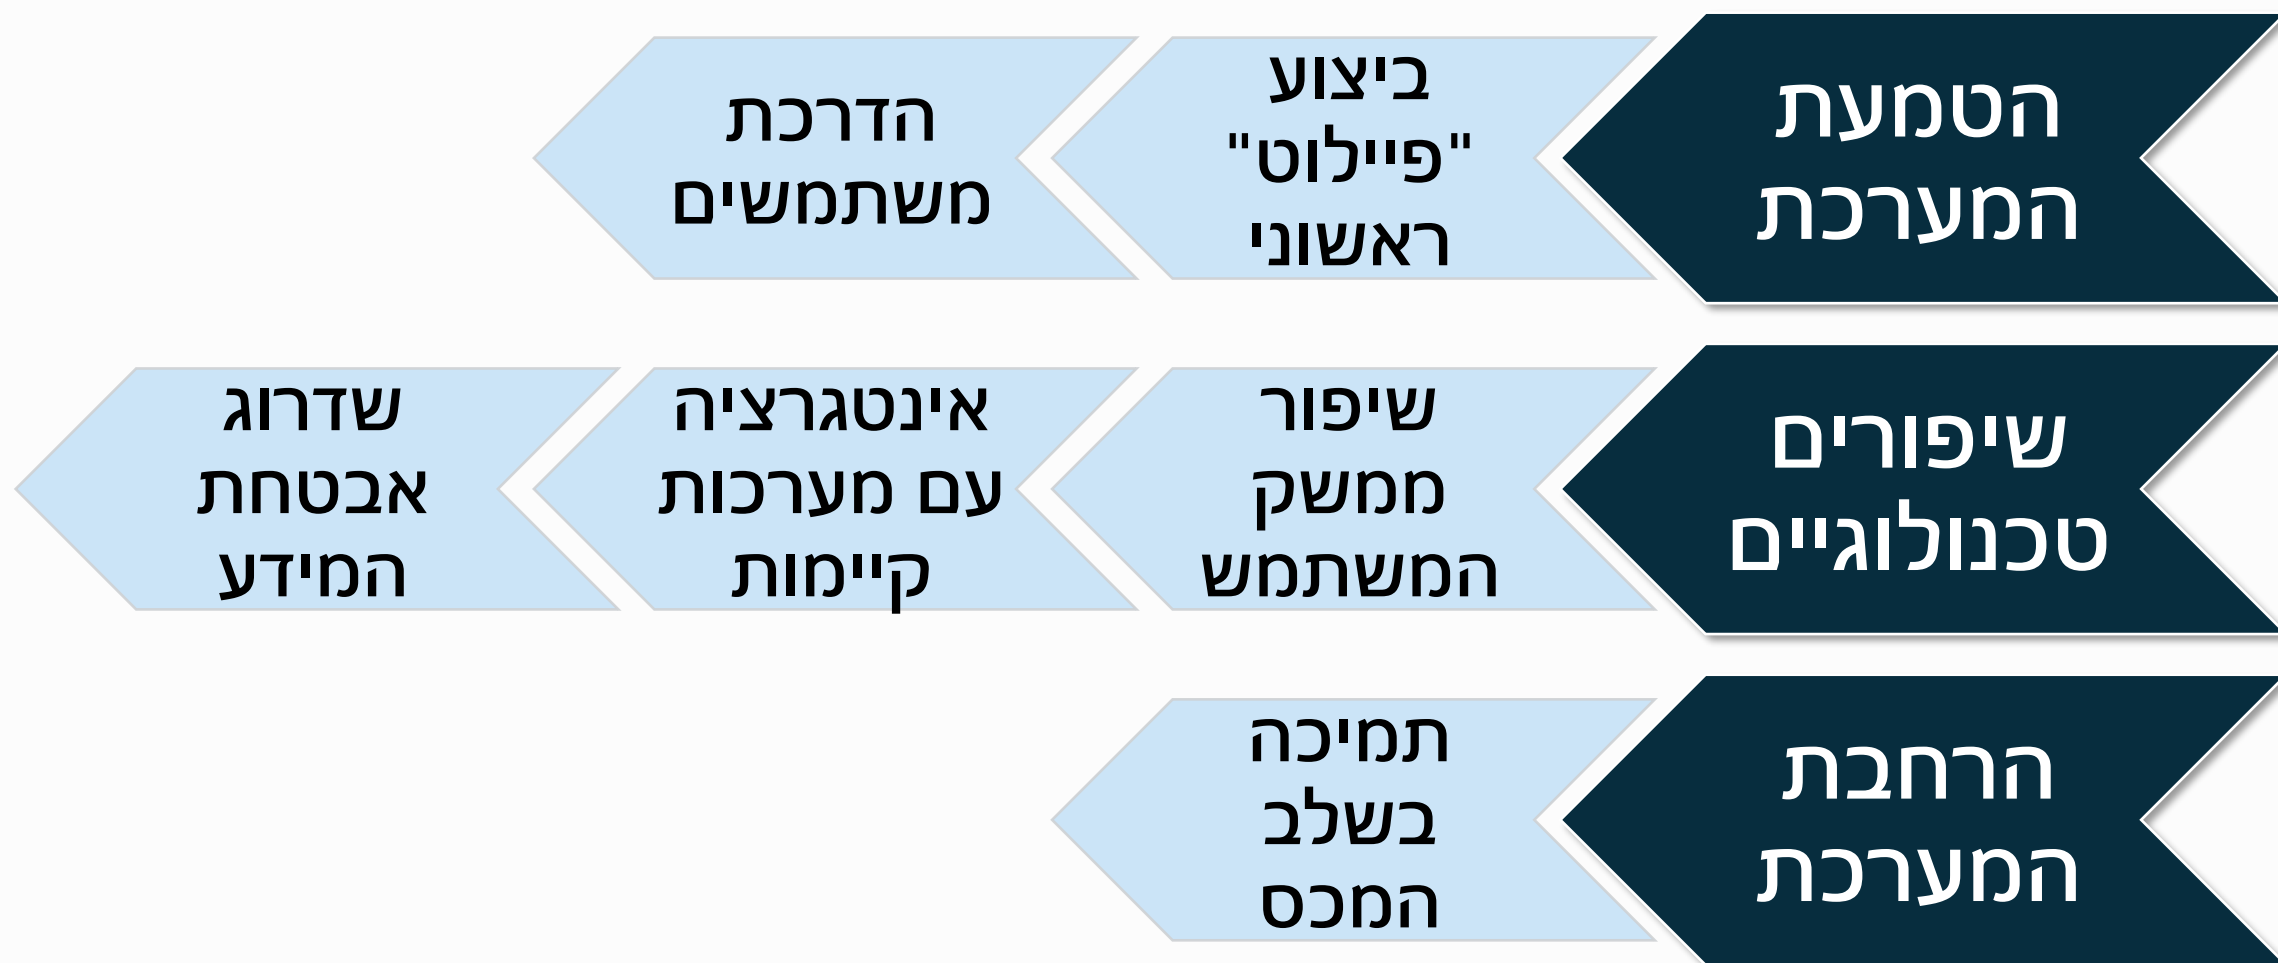 הטמעת
המערכת
ביצוע
"פיילוט"
ראשוני
הדרכת
משתמשים
שיפורים
טכנולוגיים
שיפור
ממשק
המשתמש
אינטגרציה
עם מערכות
קיימות
שדרוג
אבטחת
המידע
הרחבת
המערכת
תמיכה
בשלב
המכס